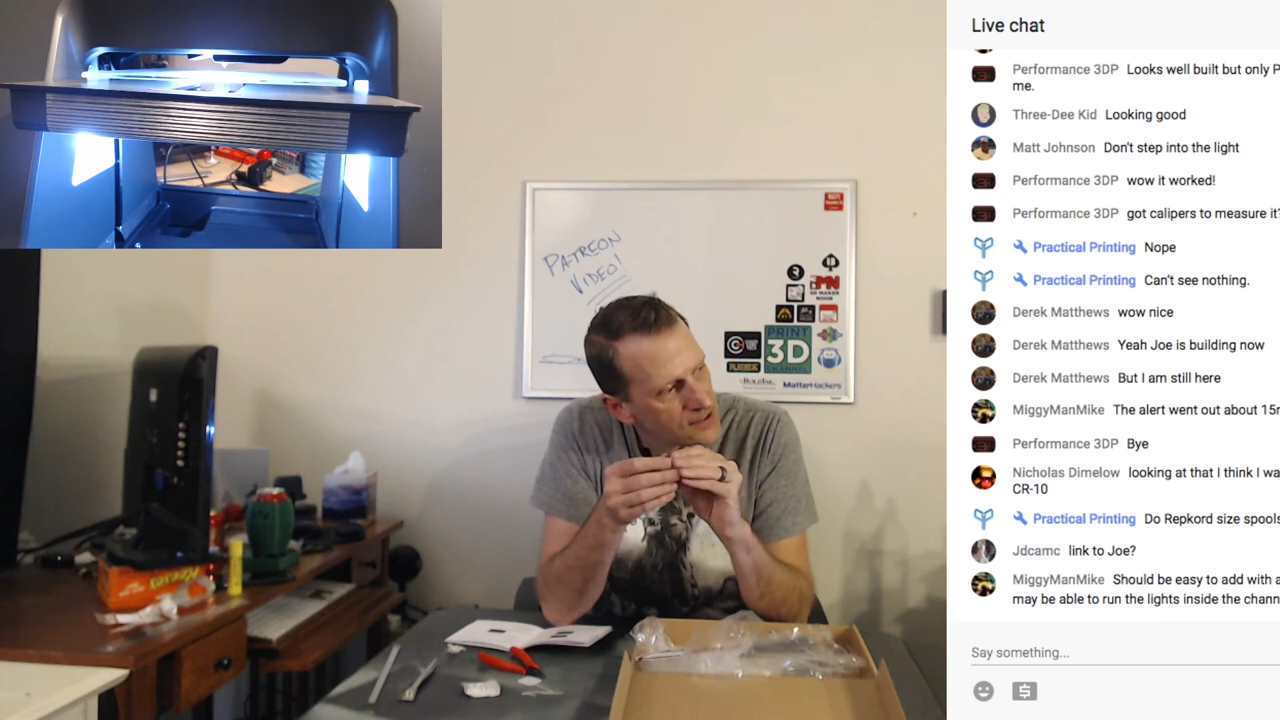 Live chat
Performance 3DP Looks well built but only P
me.
Three-Dee Kid Looking good
Matt Johnson Don't step into the light
Performance 3DP wow it worked!
Performance 3DP got calipers to measure it?
Practical Printing Nope
Practical Printing Can't see nothing.
Derek Matthews wow nice
Derek Matthews Yeah Joe is building now
Derek Matthews But I am still here
MiggyManMike The alert went out about 15m
Performance 3DP Bye
Nicholas Dimelow looking at that I think I wa
CR-10
Practical Printing Do Repkord size spools
Jdcamc link to Joe?
MiggyManMike Should be easy to add with a
may be able to run the lights inside the chann
Say something...
PATREON
VIDEO!
PRINT
3D
CHANNEL
MatterHackers
Reese's